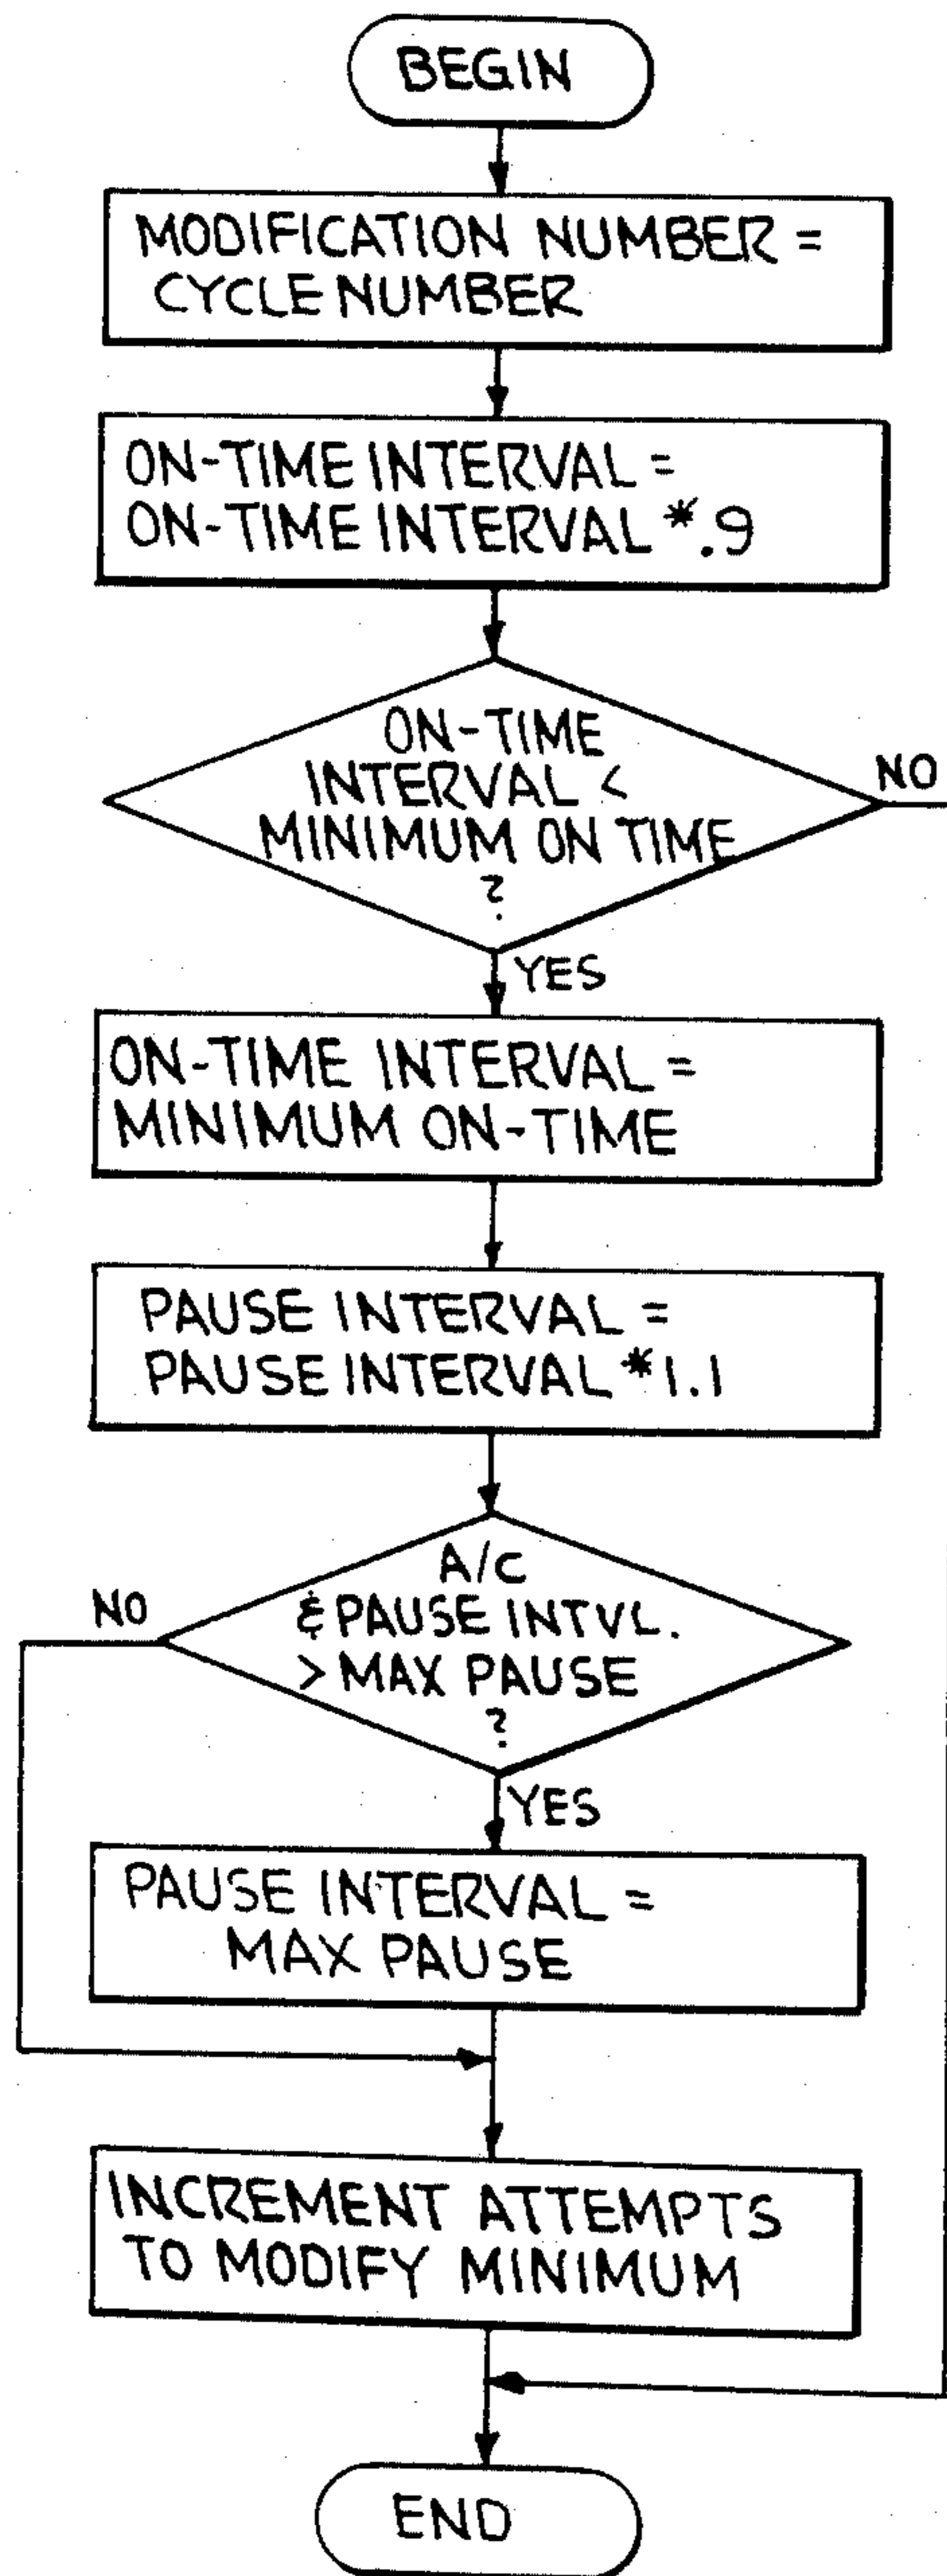 BEGIN
MODIFICATION NUMBER =
CYCLE NUMBER
ON-TIME INTERVAL =
ON-TIME INTERVAL *.9
ON-TIME
INTERVAL <
MINIMUM ON TIME
?
NO
YES
ON-TIME INTERVAL =
MINIMUM ON-TIME
PAUSE INTERVAL =
PAUSE INTERVAL *1.1
A/C
& PAUSE INTVL.
> MAX PAUSE
?
NO
YES
PAUSE INTERVAL =
MAX PAUSE
INCREMENT ATTEMPTS
TO MODIFY MINIMUM
END